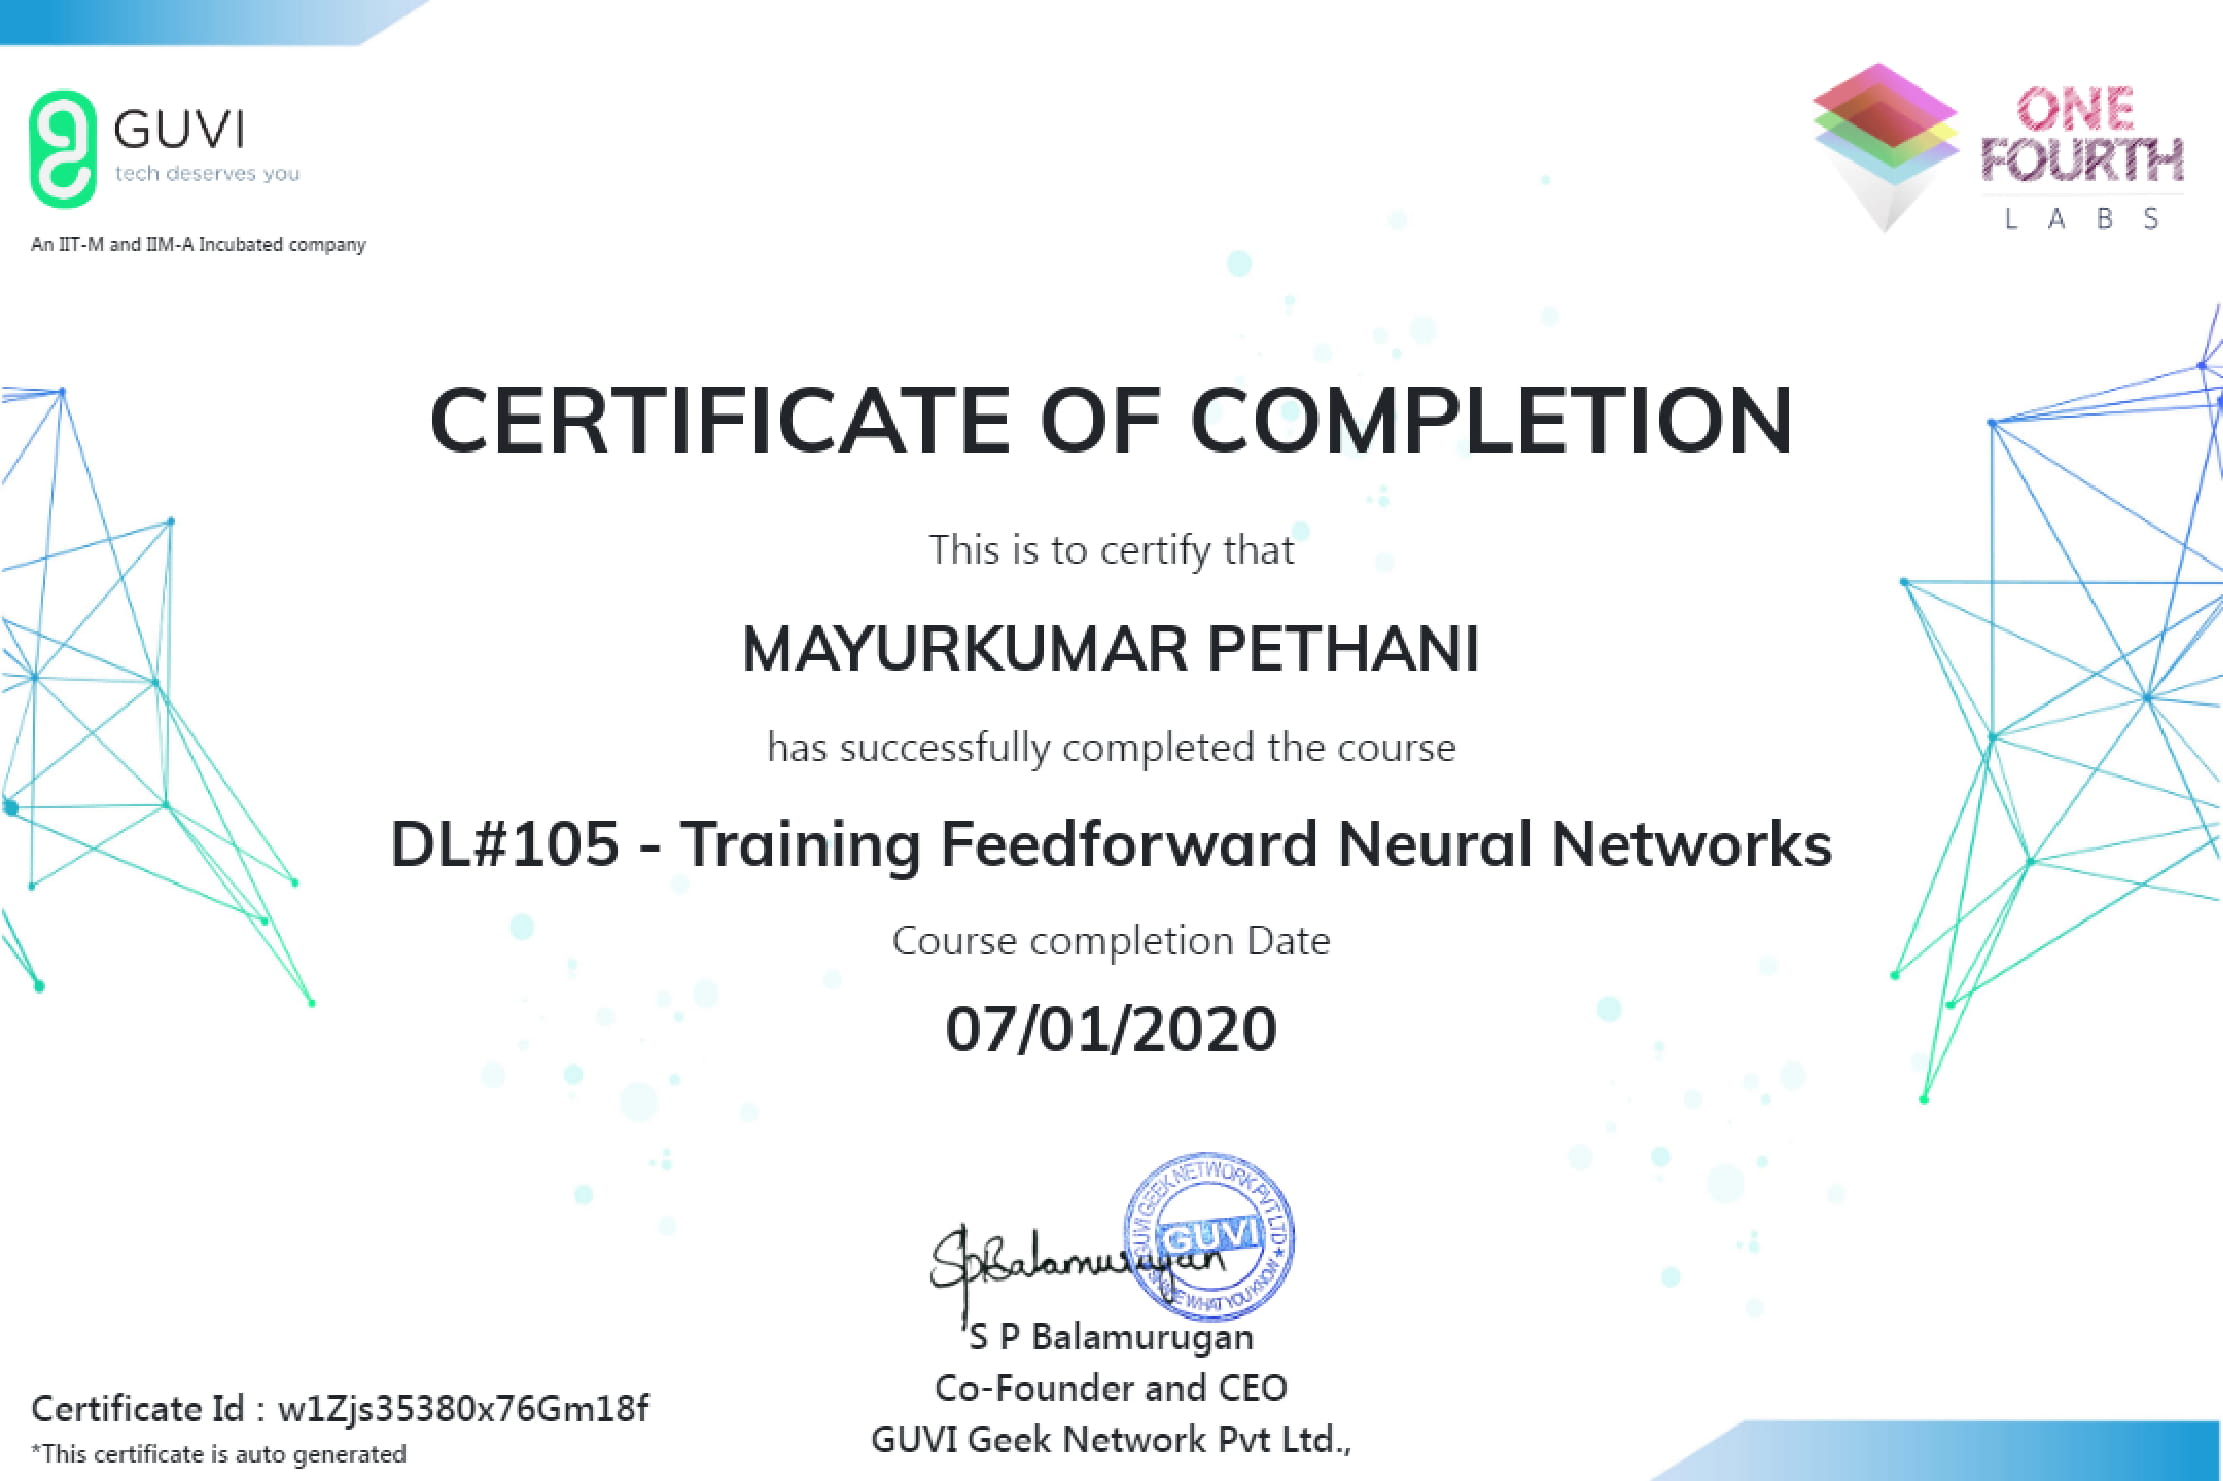 GUVI
tech deserves you
An IIT-M and IIM-A Incubated company
ONE
FOURTH
LABS
CERTIFICATE OF COMPLETION
This is to certify that
MAYURKUMAR PETHANI
has successfully completed the course
DL#105 - Training Feedforward Neural Networks
Course completion Date
07/01/2020
SpBalamurugan
GUVI GEEK NETWORK PVT LTD
GUVI
SHARE WHAT YOU KNOW
S P Balamurugan
Co-Founder and CEO
GUVI Geek Network Pvt Ltd.,
Certificate Id : w1Zjs35380x76Gm18f
*This certificate is auto generated